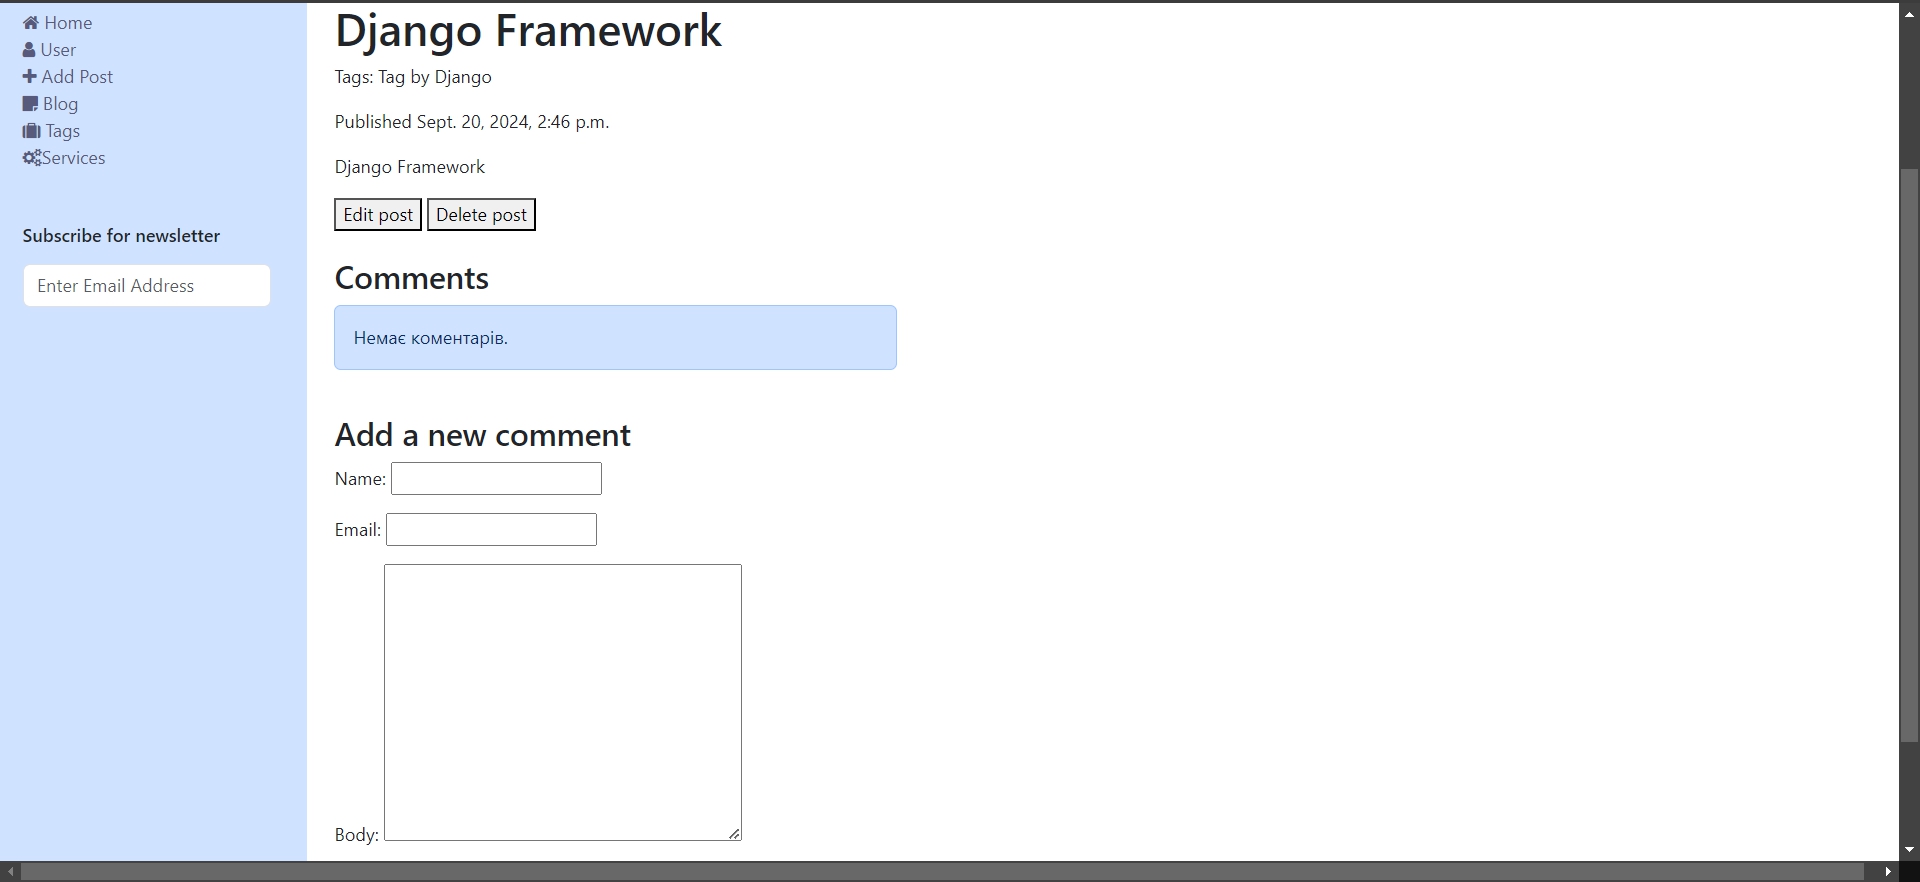 Home
User
Add Post
Blog
Tags
Services
Subscribe for newsletter
Enter Email Address
Django Framework
Tags: Tag by Django
Published Sept. 20, 2024, 2:46 p.m.
Django Framework
Edit post Delete post
Comments
Немає коментарів.
Add a new comment
Name:
Email:
Body: